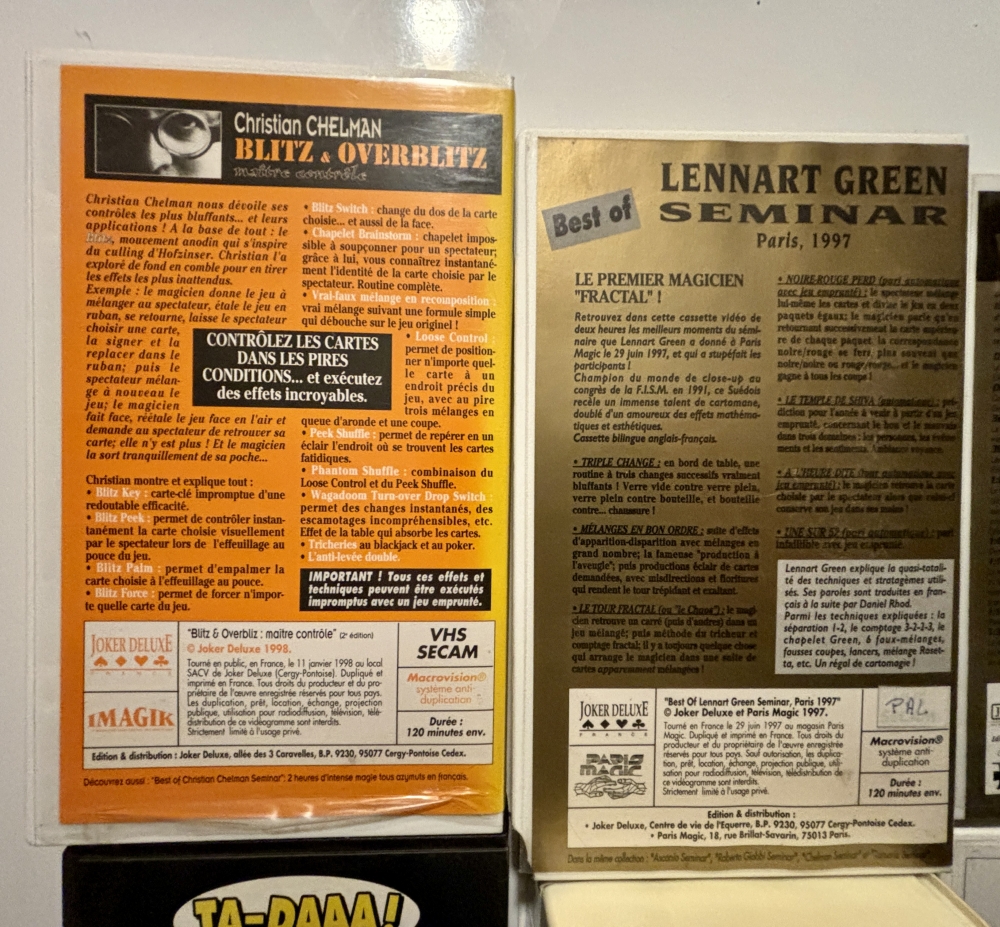 Christian CHELMAN
BLITZ & OVERBLITZ
maître contrôle
Christian Chelman nous dévoile ses
contrôles les plus bluffants... et leurs
applications ! A la base de tout : le
mouvement anodin qui s'inspire
du culling d'Hofzinser. Christian l'a
exploré de fond en comble pour en tirer
les effets les plus inattendus.
Exemple : le magicien donne le jeu à
mélanger au spectateur, étale le jeu en
ruban, se retourne, laisse le spectateur
choisir une carte,
la signer et la
replacer dans le
ruban; puis le
spectateur mélan-
ge à nouveau le
jeu; le magicien
fait face, réétale le jeu face en l'air et
demande au spectateur de retrouver sa
carte; elle n'y est plus ! Et le magicien
la sort tranquillement de sa poche...
Christian montre et explique tout :
• Blitz Key : carte-clé impromptue d'une
redoutable efficacité.
• Blitz Peek : permet de contrôler instan-
tanément la carte choisie visuellement
par le spectateur lors de l'effeuillage au
pouce du jeu.
• Blitz Palm : permet d'empalmer la
carte choisie à l'effeuillage au pouce.
• Blitz Force : permet de forcer n'impor-
te quelle carte du jeu.
CONTRÔLEZ LES CARTES
DANS LES PIRES
CONDITIONS... et exécutez
des effets incroyables.
• Blitz Switch : change du dos de la carte
choisie... et aussi de la face.
• Chapelet Brainstorm : chapelet impos-
sible à soupçonner pour un spectateur;
grâce à lui, vous connaîtrez instantané-
ment l'identité de la carte choisie par le
spectateur. Routine complète.
• Vrai-faux mélange en recomposition :
vrai mélange suivant une formule simple
qui débouche sur le jeu originel !
• Loose Control :
permet de position-
ner n'importe quel-
le carte à un
endroit précis du
jeu, avec au pire
trois mélanges en
queue d'aronde et une coupe.
• Peek Shuffle : permet de repérer en un
éclair l'endroit où se trouvent les cartes
fatidiques.
• Phantom Shuffle : combinaison du
Loose Control et du Peek Shuffle.
• Wagadoom Turn-over Drop Switch :
permet des changes instantanés, des
escamotages incompréhensibles, etc.
Effet de la table qui absorbe les cartes.
• Tricheries au blackjack et au poker.
• L'anti-levée double.
IMPORTANT ! Tous ces effets et
techniques peuvent être exécutés
impromptus avec un jeu emprunté.
JOKER DELUXE
FRANCE
1MAGIK
"Blitz & Overblitz : maître contrôle" (2e édition)
© Joker Deluxe 1998.
Tourné en public, en France, le 11 janvier 1998 au local
SACV de Joker Deluxe (Cergy-Pontoise). Dupliqué et
imprimé en France. Tous droits du producteur et du pro-
priétaire de l'œuvre enregistrée réservés pour tous pays.
Les duplication, prêt, location, échange, projection
publique, utilisation pour radiodiffusion, télévision, télé-
distribution de ce vidéogramme sont interdits.
Strictement limité à l'usage privé.
VHS
SECAM
Macrovision®
système anti-
duplication
Durée :
120 minutes env.
Edition & distribution : Joker Deluxe, allée des 3 Caravelles, B.P. 9230, 95077 Cergy-Pontoise Cedex.
Découvrez aussi : "Best of Christian Chelman Seminar"; 2 heures d'intense magie tous azymuts en français.
TA-DAAA!
Best of
LENNART GREEN
SEMINAR
Paris, 1997
LE PREMIER MAGICIEN
"FRACTAL" !
Retrouvez dans cette cassette vidéo de
deux heures les meilleurs moments du sémi-
naire que Lennart Green a donné à Paris
Magic le 29 juin 1997, et qui a stupéfait les
participants !
Champion du monde de close-up au
congrès de la F.I.S.M. en 1991, ce Suédois
recèle un immense talent de cartomane,
doublé d'un amoureux des effets mathéma-
tiques et esthétiques.
Cassette bilingue anglais-français.
• TRIPLE CHANGE : en bord de table, une
routine à trois changes successifs vraiment
bluffants ! Verre vide contre verre plein,
verre plein contre bouteille, et bouteille
contre... chaussure !
• MÉLANGES EN BON ORDRE : suite d'effets
d'apparition-disparition avec mélanges en
grand nombre; la fameuse "production à
l'aveugle"; puis productions éclair de cartes
demandées, avec misdirections et fioritures
qui rendent le tour trépidant et exaltant.
• LE TOUR FRACTAL (ou "le Chaos") : le magi-
cien retrouve un carré (puis d'autres) dans un
jeu mélangé; puis méthode du tricheur et
comptage fractal; il y a toujours quelque chose
qui arrange le magicien dans une suite de
cartes apparemment mélangées !
• NOIRE-ROUGE PERD (pari automatique
avec jeu emprunté) : le spectateur mélange
lui-même les cartes et divise le jeu en deux
paquets égaux; le magicien parie qu'en
retournant successivement la carte supérieu-
re de chaque paquet, la correspondance
noire/rouge se fera plus souvent que
noire/noire ou rouge/rouge... et le magicien
gagne à tous les coups !
• LE TEMPLE DE SHIVA (automatique) : pré-
diction pour l'année à venir à partir d'un jeu
emprunté, concernant le bon et le mauvais
dans trois domaines : les personnes, les événe-
ments et les sentiments. Ambiance voyance.
• A L'HEURE DITE (tour automatique avec
jeu emprunté) : le magicien retrouve la carte
choisie par le spectateur alors que celui-ci
conserve son jeu dans ses mains !
• UNE SUR 52 (pari automatique) : pari
infaillible avec jeu emprunté.
Lennart Green explique la quasi-totali-
té des techniques et stratagèmes utili-
sés. Ses paroles sont traduites en fran-
çais à la suite par Daniel Rhod.
Parmi les techniques expliquées : la
séparation 1-2, le comptage 3-2-2-3, le
chapelet Green, 6 faux-mélanges,
fausses coupes, lancers, mélange Roset-
ta, etc. Un régal de cartomagie !
JOKER DELUXE
FRANCE
PARIS
MAGIC
"Best Of Lennart Green Seminar, Paris 1997"
© Joker Deluxe et Paris Magic 1997.
Tourné en France le 29 juin 1997 au magasin Paris
Magic. Dupliqué et imprimé en France. Tous droits du
producteur et du propriétaire de l'œuvre enregistrée
réservés pour tous pays. Sauf autorisation, les duplica-
tion, prêt, location, échange, projection publique, utili-
sation pour radiodiffusion, télévision, télédistribution de
ce vidéogramme sont interdits.
Strictement limité à l'usage privé.
PAL
Macrovision®
système anti-
duplication
Durée :
120 minutes env.
Edition & distribution :
• Joker Deluxe, Centre de vie de l'Equerre, B.P. 9230, 95077 Cergy-Pontoise Cedex.
• Paris Magic, 18, rue Brillat-Savarin, 75013 Paris.
Dans la même collection : "Ascanio Seminar", "Roberto Giobbi Seminar", "Chelman Seminar" et